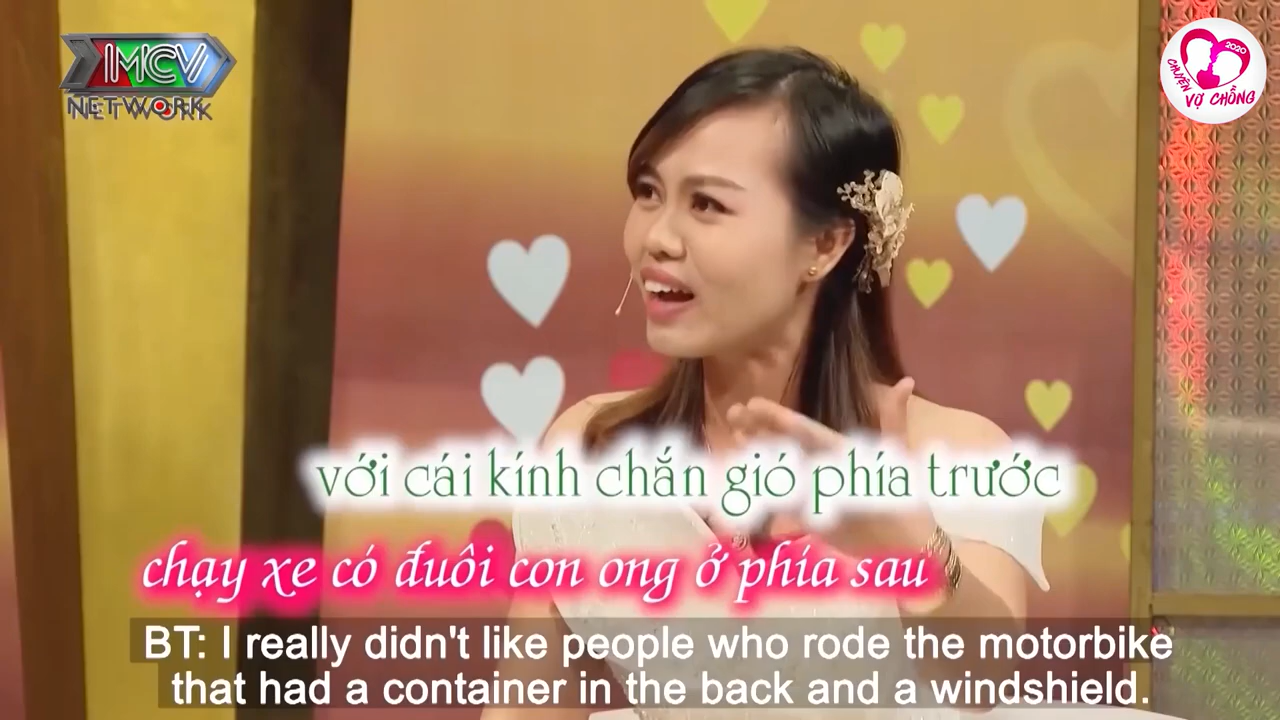 MCV
NETWORK
2020
CHUYỆN
VỢ CHỒNG
với cái kính chắn gió phía trước
chạy xe có đuôi con ong ở phía sau
BT: I really didn't like people who rode the motorbike
that had a container in the back and a windshield.